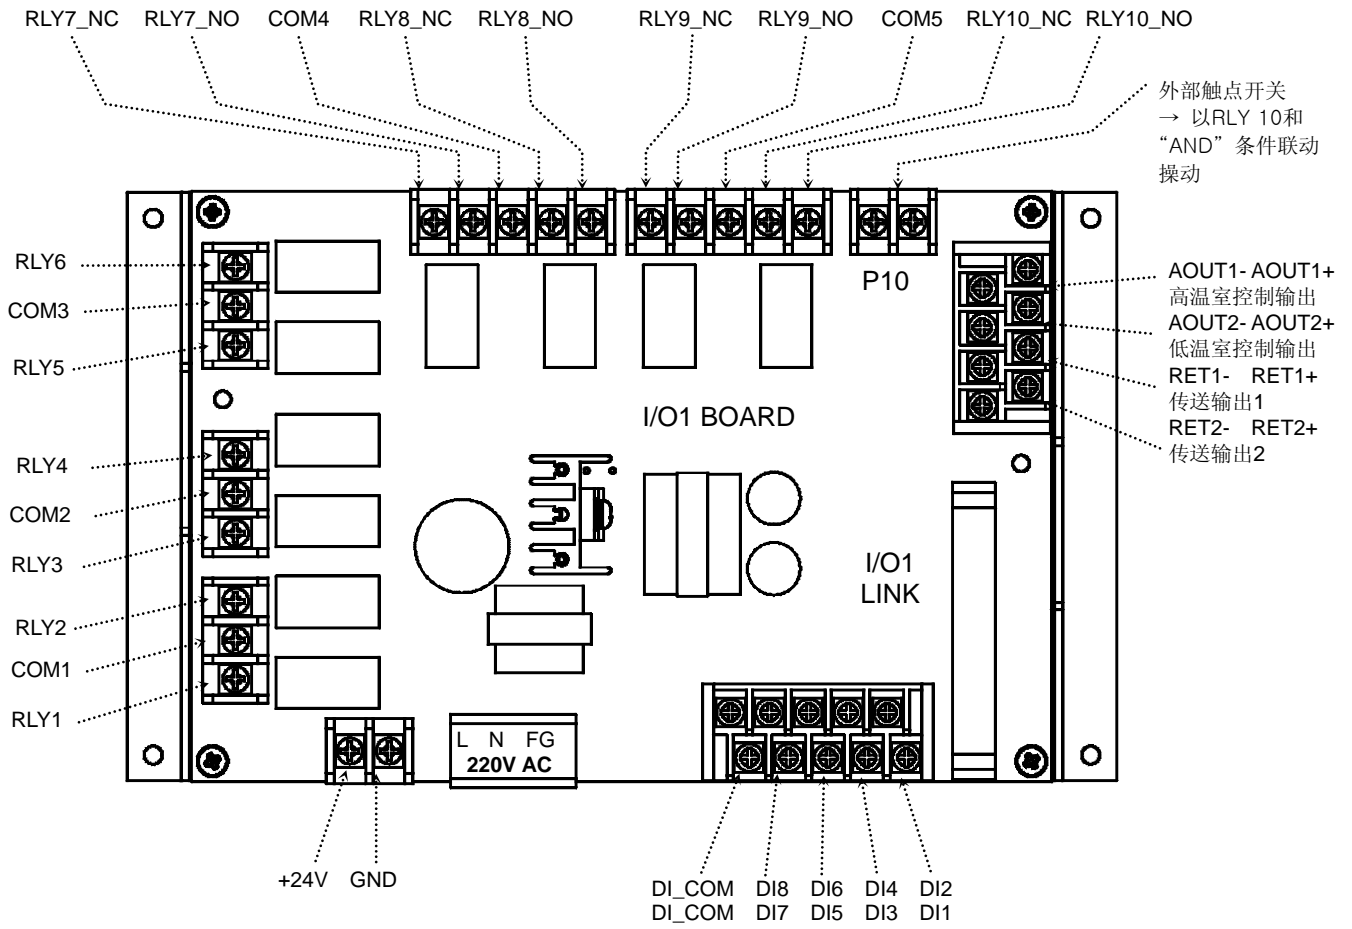 RLY7_NC RLY7_NO COM4 RLY8_NC RLY8_NO RLY9_NC RLY9_NO COM5 RLY10_NC RLY10_NO
外部触点开关
→ 以RLY 10和
“AND”条件联动
操动
RLY6
COM3
RLY5
RLY4
COM2
RLY3
RLY2
COM1
RLY1
P10
I/O1 BOARD
I/O1
LINK
AOUT1- AOUT1+
高温室控制输出
AOUT2- AOUT2+
低温室控制输出
RET1- RET1+
传送输出1
RET2- RET2+
传送输出2
L N FG
220V AC
+24V GND
DI_COM DI8 DI6 DI4 DI2
DI_COM DI7 DI5 DI3 DI1